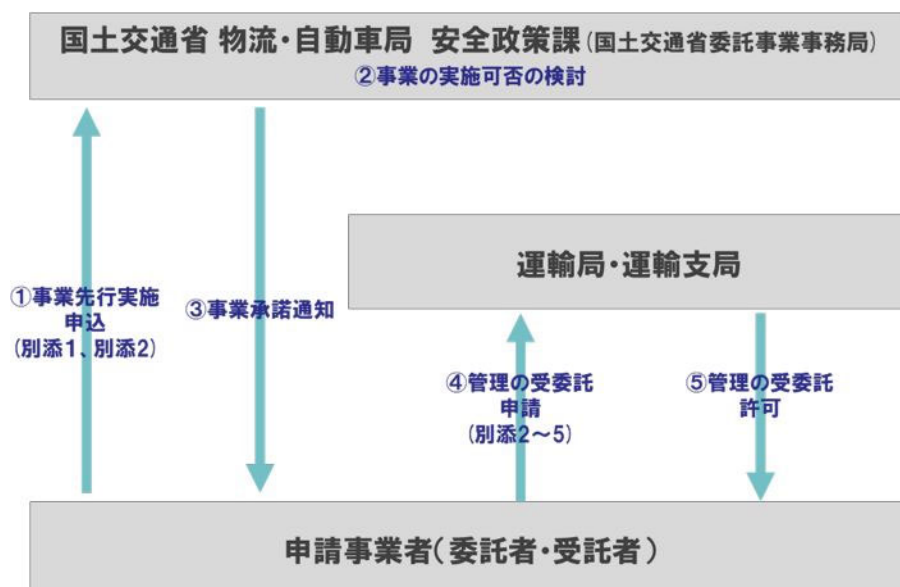 国土交通省 物流・自動車局 安全政策課(国土交通省委託事業事務局)
②事業の実施可否の検討
運輸局・運輸支局
①事業先行実施
申込
(別添1、別添2)
③事業承諾通知
④管理の受委託
申請
(別添2～5)
⑤管理の受委託
許可
申請事業者(委託者・受託者)